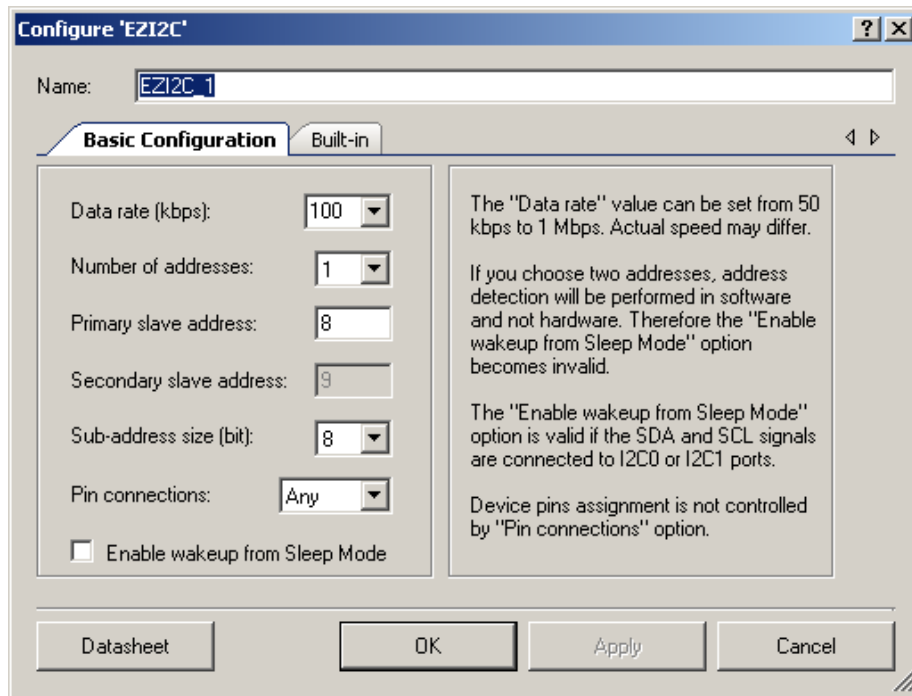 Configure 'EZI2C'
Name: EZI2C_1
Basic Configuration Built-in
Data rate (kbps): 100
Number of addresses: 1
Primary slave address: 8
Secondary slave address: 9
Sub-address size (bit): 8
Pin connections: Any
Enable wakeup from Sleep Mode
The "Data rate" value can be set from 50
kbps to 1 Mbps. Actual speed may differ.
If you choose two addresses, address
detection will be performed in software
and not hardware. Therefore the "Enable
wakeup from Sleep Mode" option
becomes invalid.
The "Enable wakeup from Sleep Mode"
option is valid if the SDA and SCL signals
are connected to I2C0 or I2C1 ports.
Device pins assignment is not controlled
by "Pin connections" option.
Datasheet OK Apply Cancel